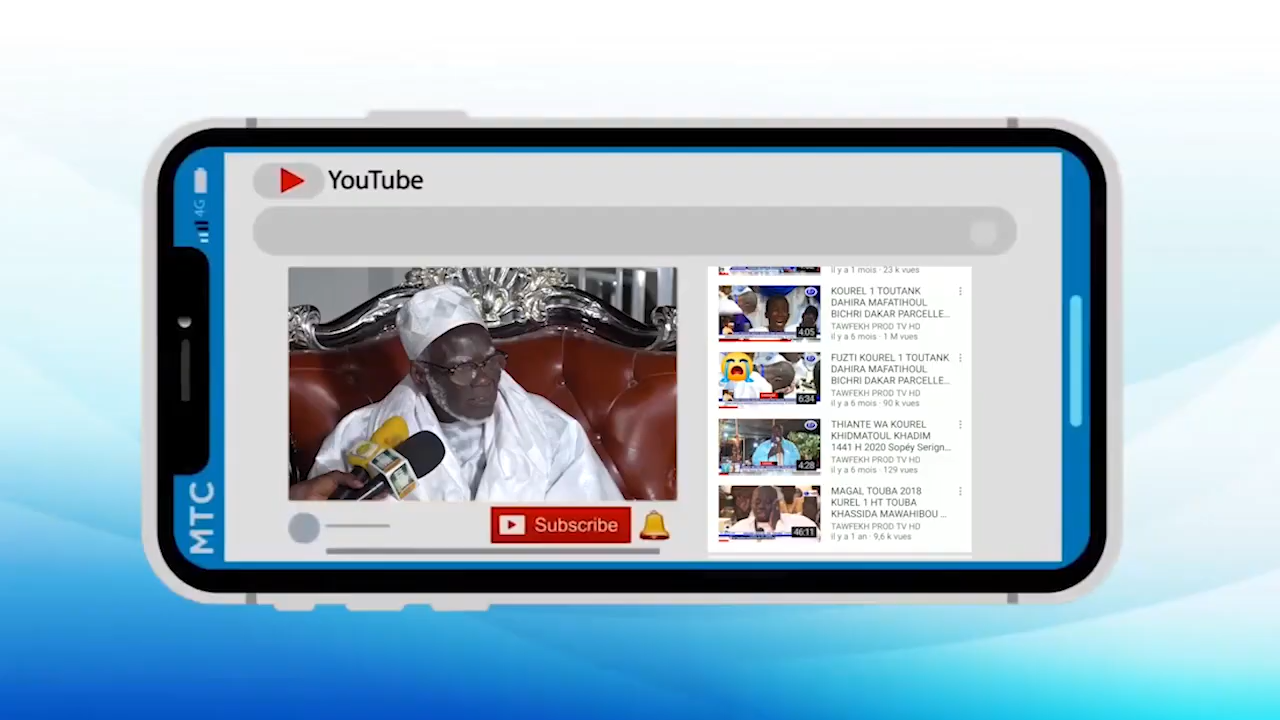 YouTube
4G
MTC
Subscribe
il y a 1 mois · 23 k vues
KOUREL 1 TOUTANK
DAHIRA MAFATIHOUL
BICHRI DAKAR PARCELLE...
TAWFEKH PROD TV HD
il y a 6 mois · 1 M vues
4:05
FUZTI KOUREL 1 TOUTANK
DAHIRA MAFATIHOUL
BICHRI DAKAR PARCELLE...
TAWFEKH PROD TV HD
il y a 6 mois · 90 k vues
6:34
THIANTE WA KOUREL
KHIDMATOUL KHADIM
1441 H 2020 Sopéy Serign...
TAWFEKH PROD TV HD
il y a 6 mois · 129 vues
4:28
MAGAL TOUBA 2018
KUREL 1 HT TOUBA
KHASSIDA MAWAHIBOU ...
TAWFEKH PROD TV HD
il y a 1 an · 9,6 k vues
46:11